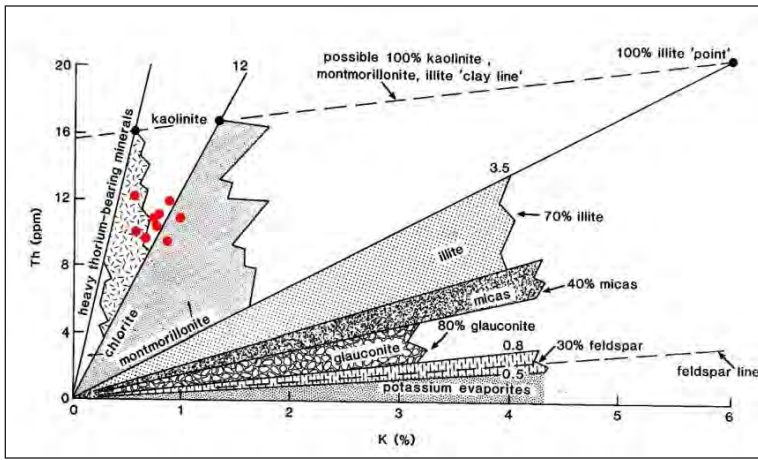 20
16
12
8
4
0
Th (ppm)
0
1
2
3
4
5
6
K (%)
possible 100% kaolinite,
montmorillonite, illite 'clay line'
100% illite 'point'
12
kaolinite
heavy thorium-bearing minerals
chlorite
montmorillonite
3.5
70% illite
illite
micas
40% micas
80% glauconite
glauconite
0.8
30% feldspar
0.5
feldspar line
potassium evaporites